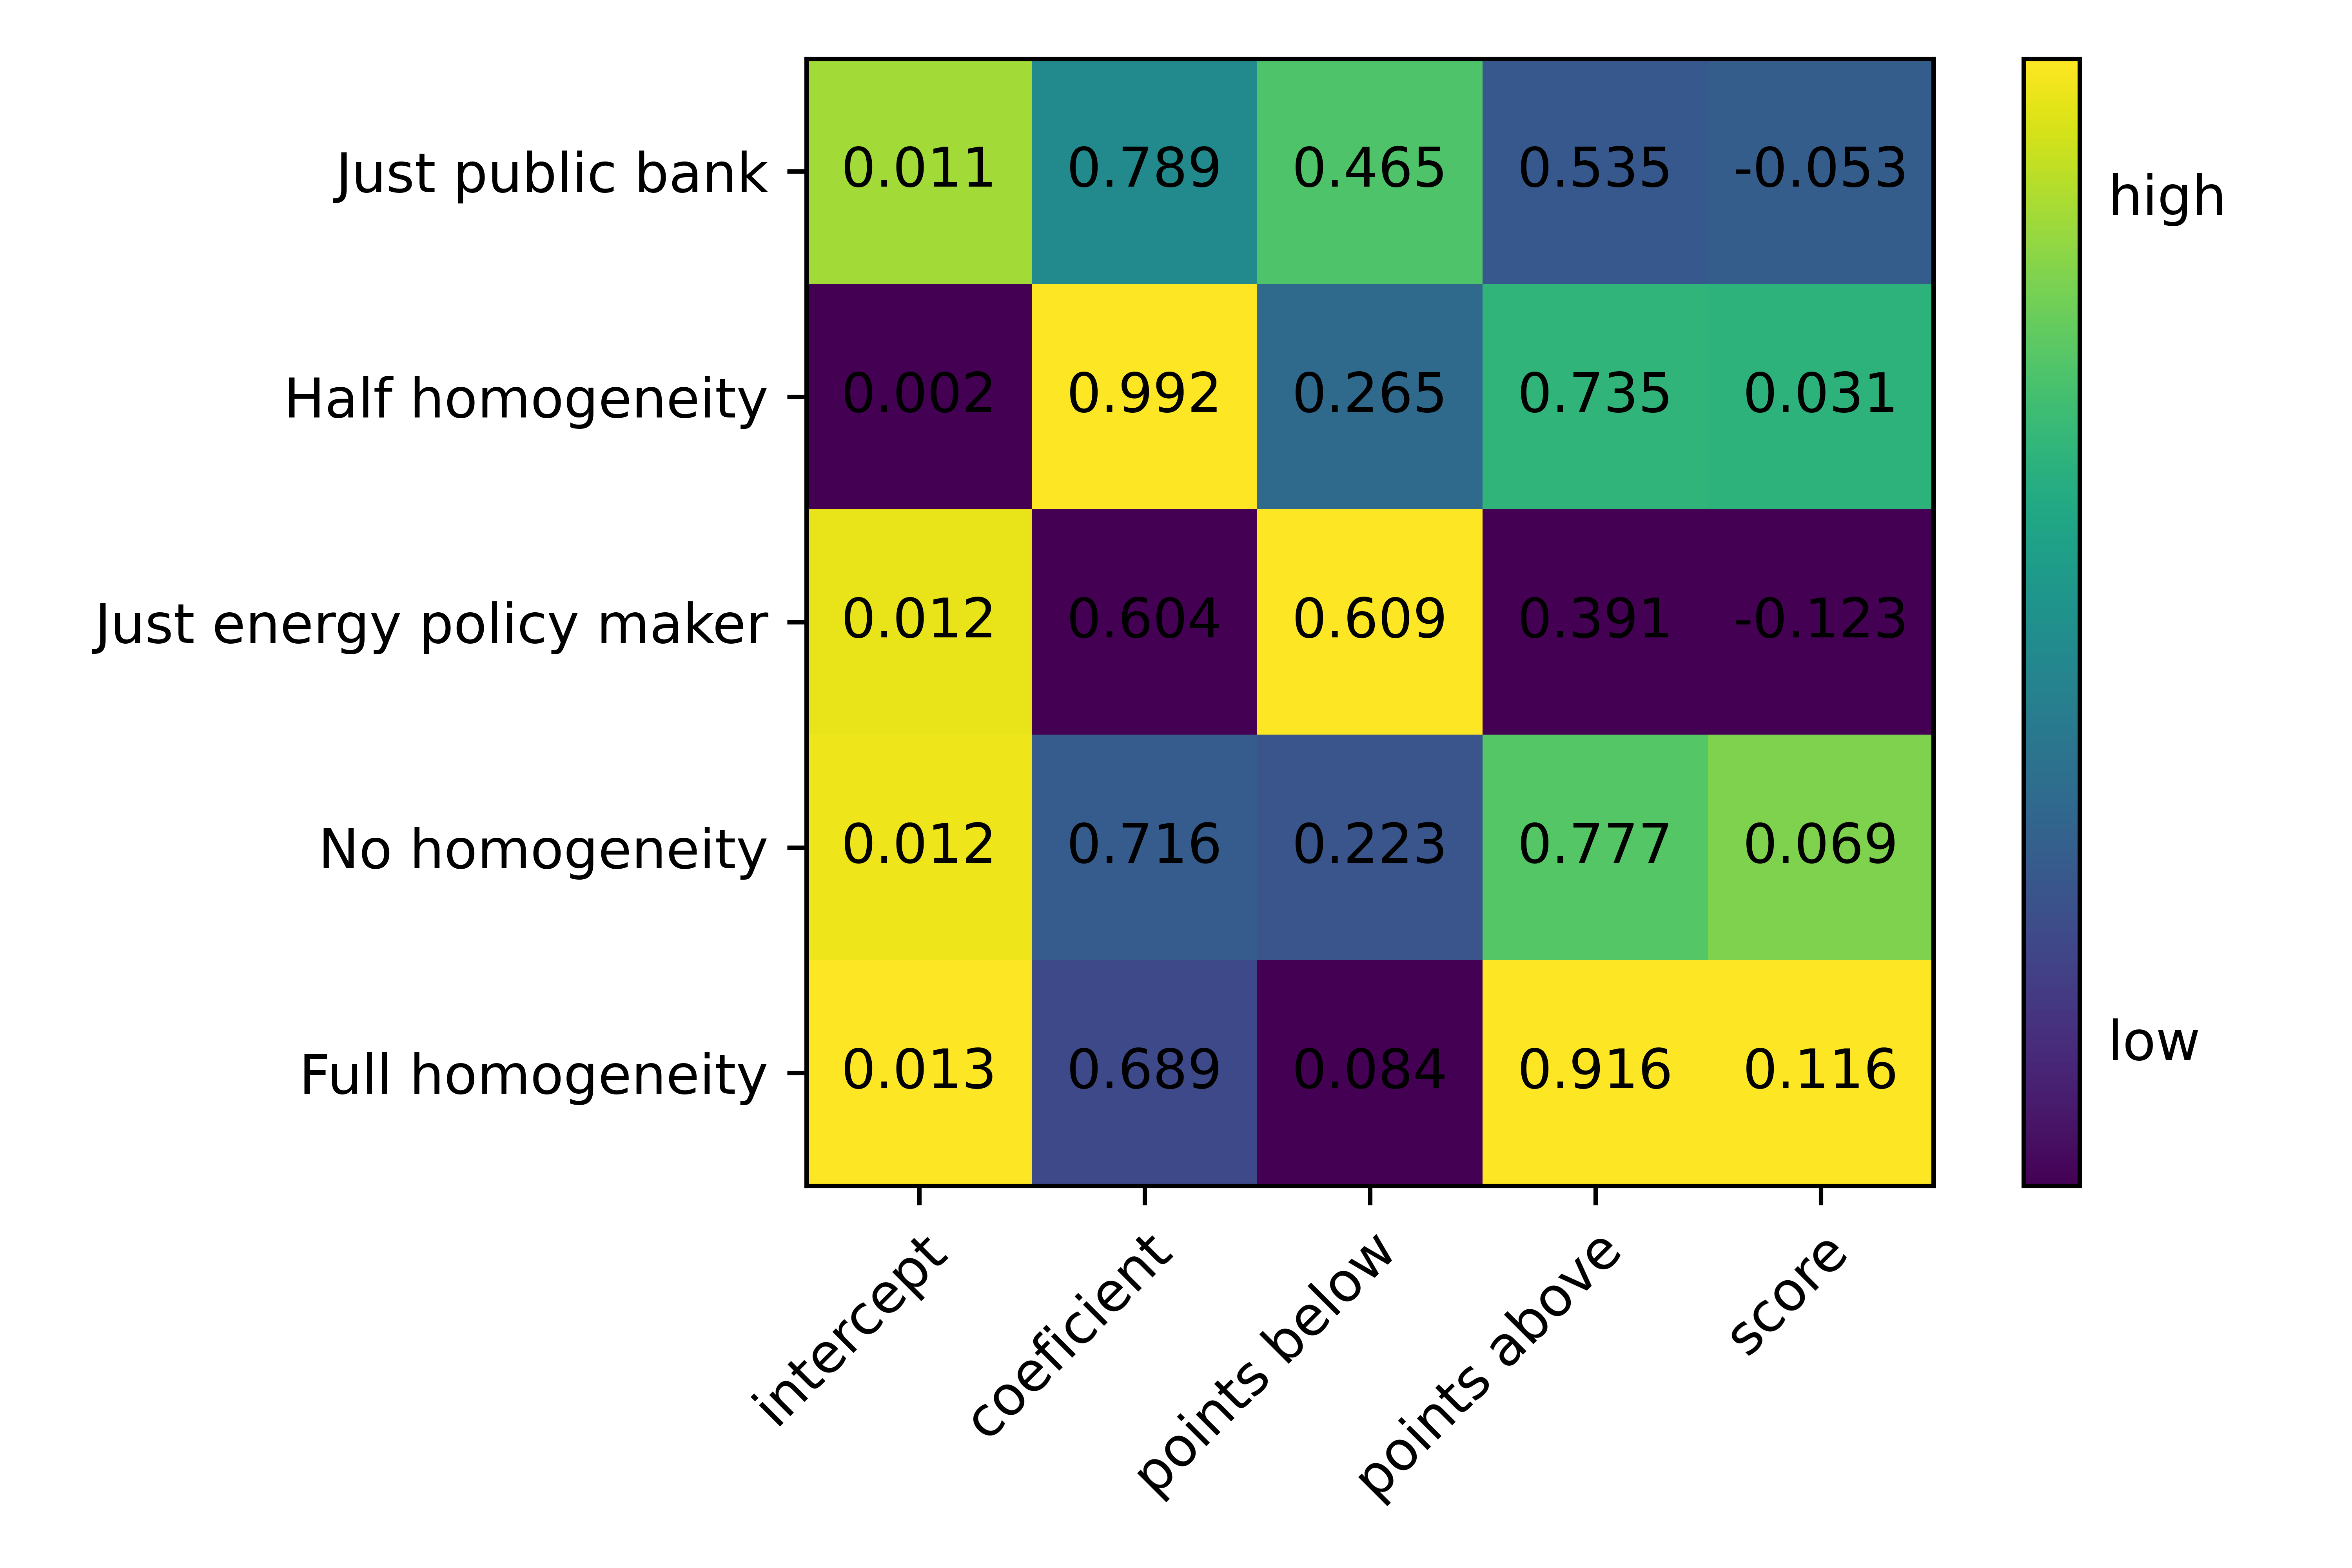 Just public bank 0.011 0.789 0.465 0.535 -0.053 high
Half homogeneity 0.002 0.992 0.265 0.735 0.031
Just energy policy maker 0.012 0.604 0.609 0.391 -0.123
No homogeneity 0.012 0.716 0.223 0.777 0.069
Full homogeneity 0.013 0.689 0.084 0.916 0.116 low
intercept coeficient points below points above score